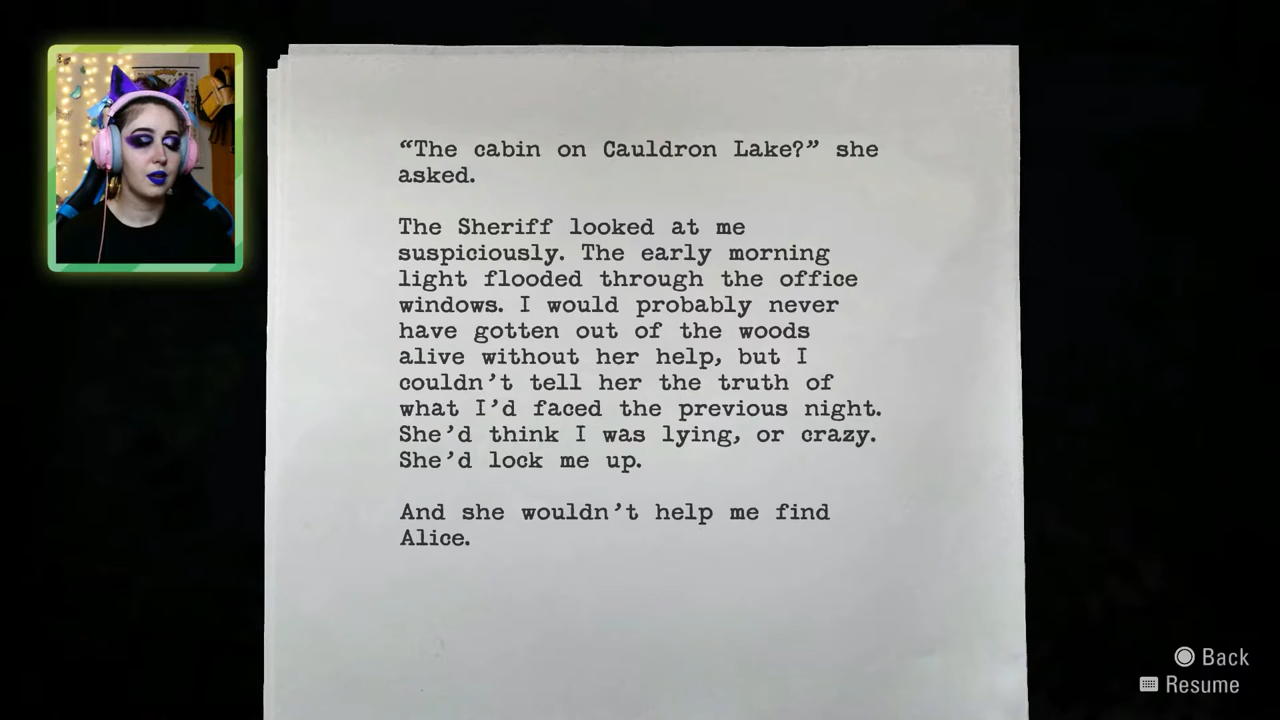 “The cabin on Cauldron Lake?” she
asked.
The Sheriff looked at me
suspiciously. The early morning
light flooded through the office
windows. I would probably never
have gotten out of the woods
alive without her help, but I
couldn’t tell her the truth of
what I’d faced the previous night.
She’d think I was lying, or crazy.
She’d lock me up.
And she wouldn’t help me find
Alice.
Back
Resume